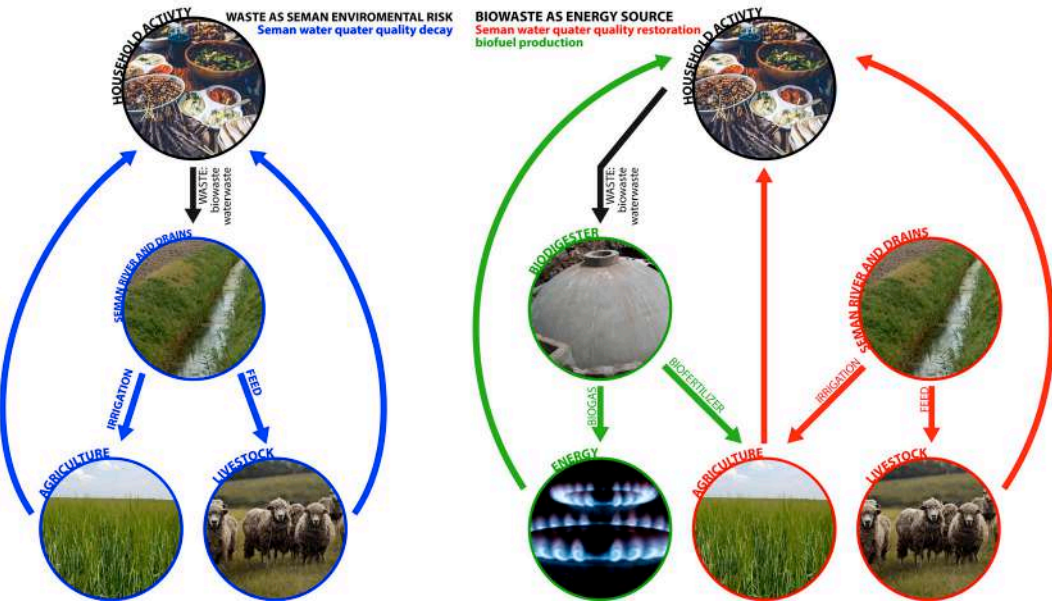 WASTE AS SEMAN ENVIROMENTAL RISK
Seman water quater quality decay
HOUSEHOLD ACTIVTY
WASTE:
biowaste
waterwaste
SEMAN RIVER AND DRAINS
IRRIGATION
FEED
AGRICULTURE
LIVESTOCK
BIOWASTE AS ENERGY SOURCE
Seman water quater quality restoration
biofuel production
HOUSEHOLD ACTIVTY
WASTE:
biowaste
waterwaste
BIODIGESTER
SEMAN RIVER AND DRAINS
BIOGAS
BIOFERTILIZER
IRRIGATION
FEED
ENERGY
AGRICULTURE
LIVESTOCK